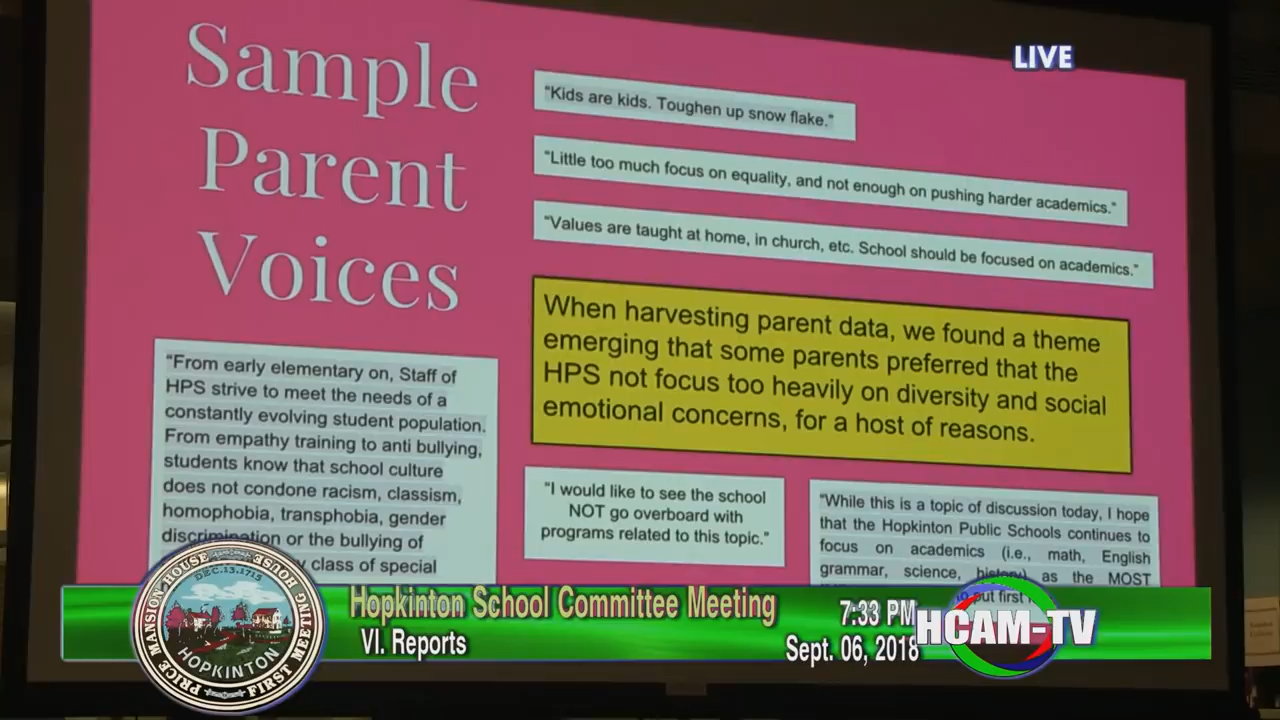 LIVE
Sample
Parent
Voices
"Kids are kids. Toughen up snow flake."
"Little too much focus on equality, and not enough on pushing harder academics."
"Values are taught at home, in church, etc. School should be focused on academics."
When harvesting parent data, we found a theme
emerging that some parents preferred that the
HPS not focus too heavily on diversity and social
emotional concerns, for a host of reasons.
"From early elementary on, Staff of
HPS strive to meet the needs of a
constantly evolving student population.
From empathy training to anti bullying,
students know that school culture
does not condone racism, classism,
homophobia, transphobia, gender
discrimination or the bullying of
class of special
"I would like to see the school
NOT go overboard with
programs related to this topic."
"While this is a topic of discussion today, I hope
that the Hopkinton Public Schools continues to
focus on academics (i.e., math, English
grammar, science, history) as the MOST
put first
Hopkinton School Committee Meeting
VI. Reports
7:33 PM
Sept. 06, 2018
HCAM-TV
PRICE MANSION HOUSE
DEC. 13. 1715
HOPKINTON
FIRST MEETING HOUSE